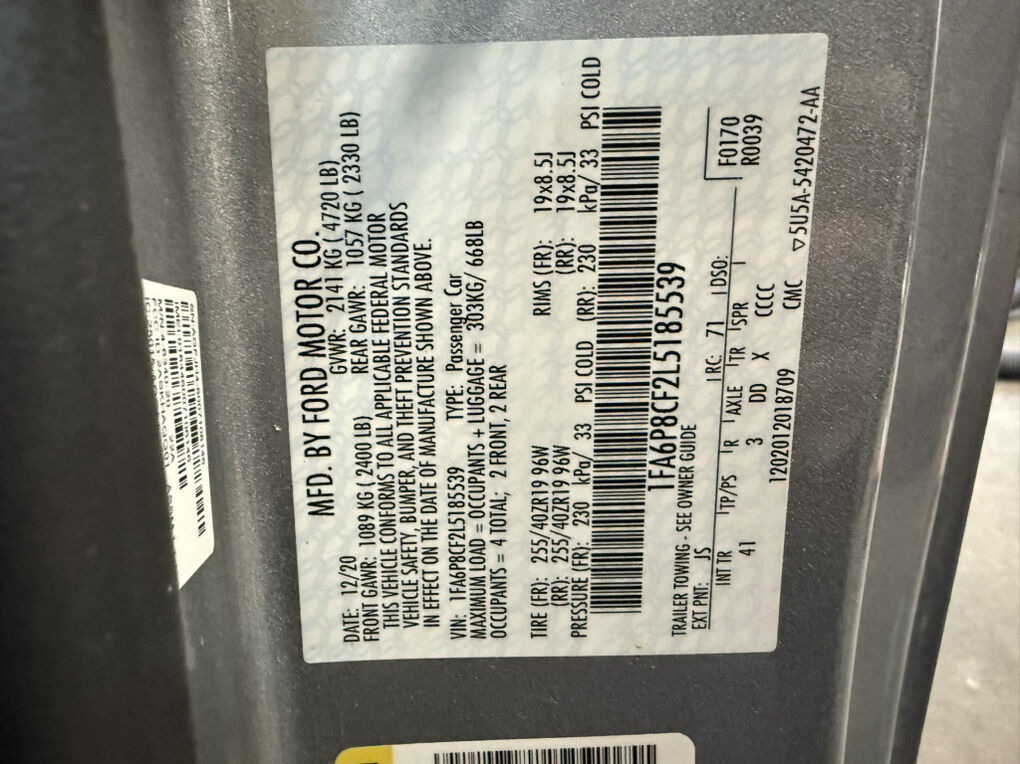 MFD. BY FORD MOTOR CO.
DATE: 12/20 GVWR: 2141 KG ( 4720 LB)
FRONT GAWR: 1089 KG ( 2400 LB) REAR GAWR: 1057 KG ( 2330 LB)
THIS VEHICLE CONFORMS TO ALL APPLICABLE FEDERAL MOTOR
VEHICLE SAFETY, BUMPER, AND THEFT PREVENTION STANDARDS
IN EFFECT ON THE DATE OF MANUFACTURE SHOWN ABOVE.
VIN: 1FA6P8CF2L5185539 TYPE: Passenger Car
MAXIMUM LOAD = OCCUPANTS + LUGGAGE = 303KG/ 668LB
OCCUPANTS = 4 TOTAL; 2 FRONT, 2 REAR
TIRE (FR): 255/40ZR19 96W RIMS (FR): 19x8.5J
(RR): 255/40ZR19 96W (RR): 19x8.5J
PRESSURE (FR): 230 kPa/ 33 PSI COLD (RR): 230 kPa/ 33 PSI COLD
1FA6P8CF2L5185539
TRAILER TOWING - SEE OWNER GUIDE
EXT PNT: JS RC: 71 DSO: F0170
R0039
INT TR TP/PS R AXLE TR SPR
41 3 DD X CCCC
120201201 8709 CMC
▽5U5A-5420472-AA